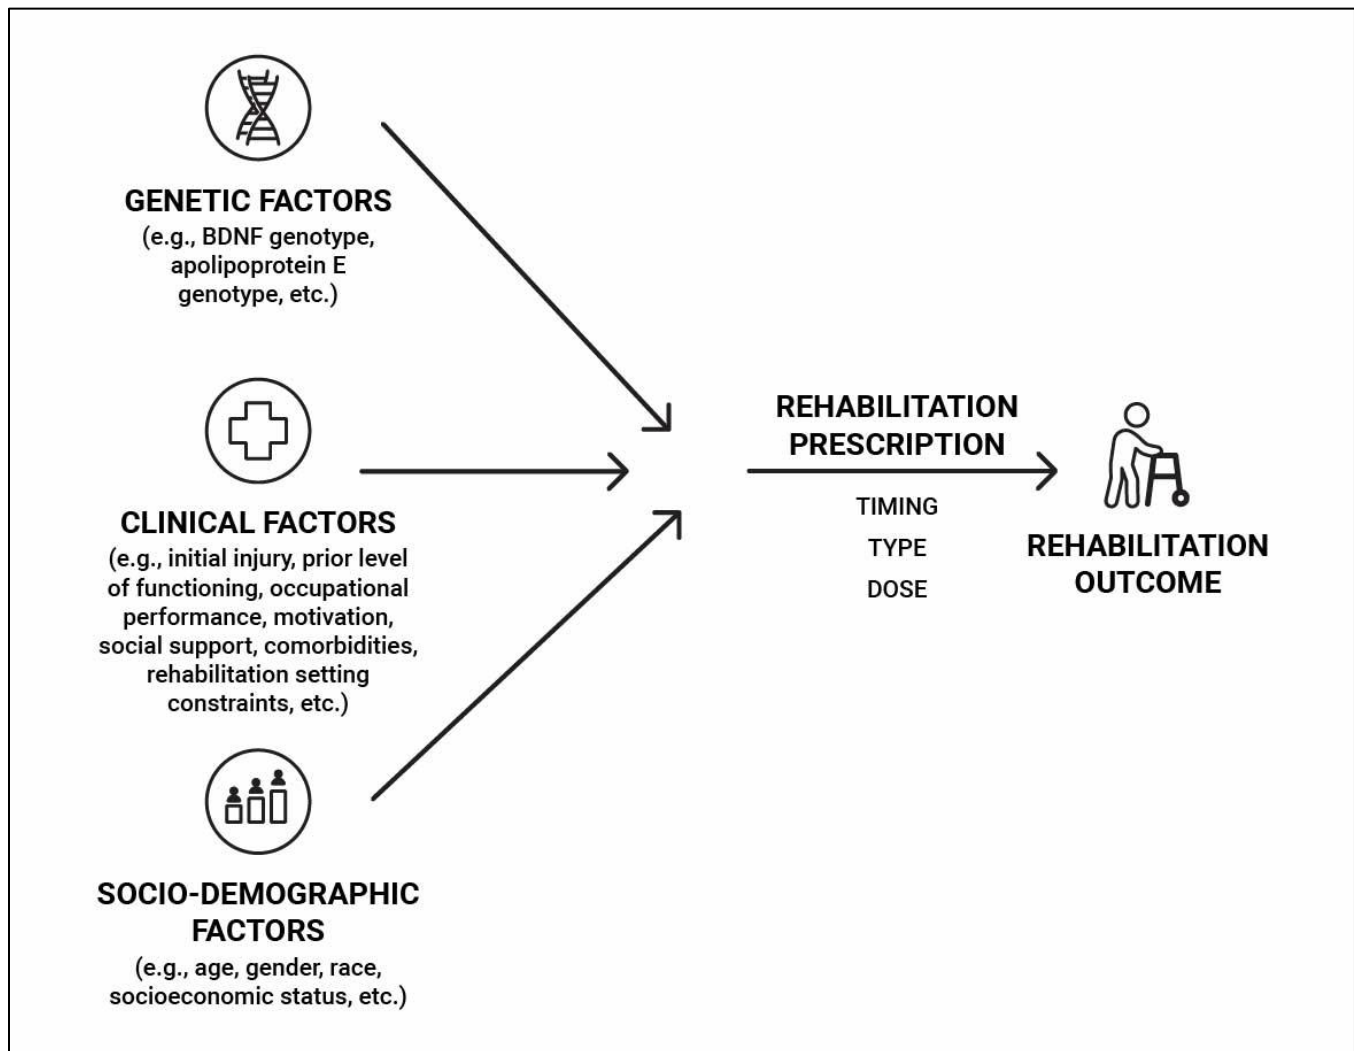 GENETIC FACTORS
(e.g., BDNF genotype,
apolipoprotein E
genotype, etc.)
CLINICAL FACTORS
(e.g., initial injury, prior level
of functioning, occupational
performance, motivation,
social support, comorbidities,
rehabilitation setting
constraints, etc.)
SOCIO-DEMOGRAPHIC
FACTORS
(e.g., age, gender, race,
socioeconomic status, etc.)
REHABILITATION
PRESCRIPTION
TIMING
TYPE
DOSE
REHABILITATION
OUTCOME